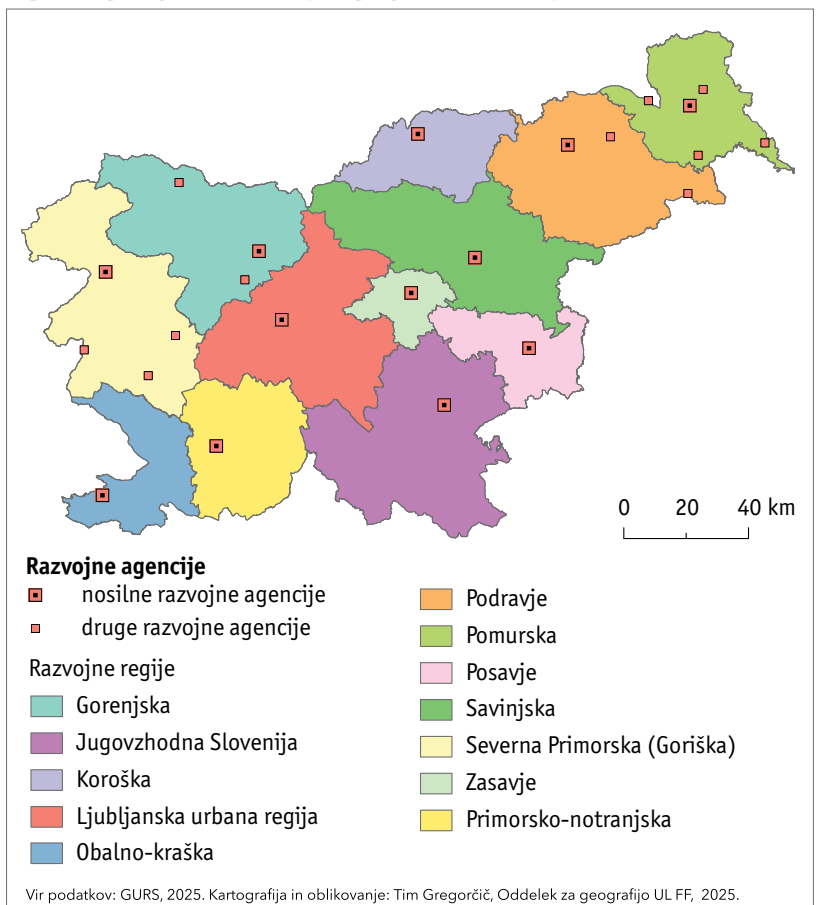 0 20 40 km
Razvojne agencije
nosilne razvojne agencije
druge razvojne agencije
Razvojne regije
Gorenjska
Jugovzhodna Slovenija
Koroška
Ljubljanska urbana regija
Obalno-kraška
Podravje
Pomurska
Posavje
Savinjska
Severna Primorska (Goriška)
Zasavje
Primorsko-notranjska
Vir podatkov: GURS, 2025. Kartografija in oblikovanje: Tim Gregorčič, Oddelek za geografijo UL FF, 2025.